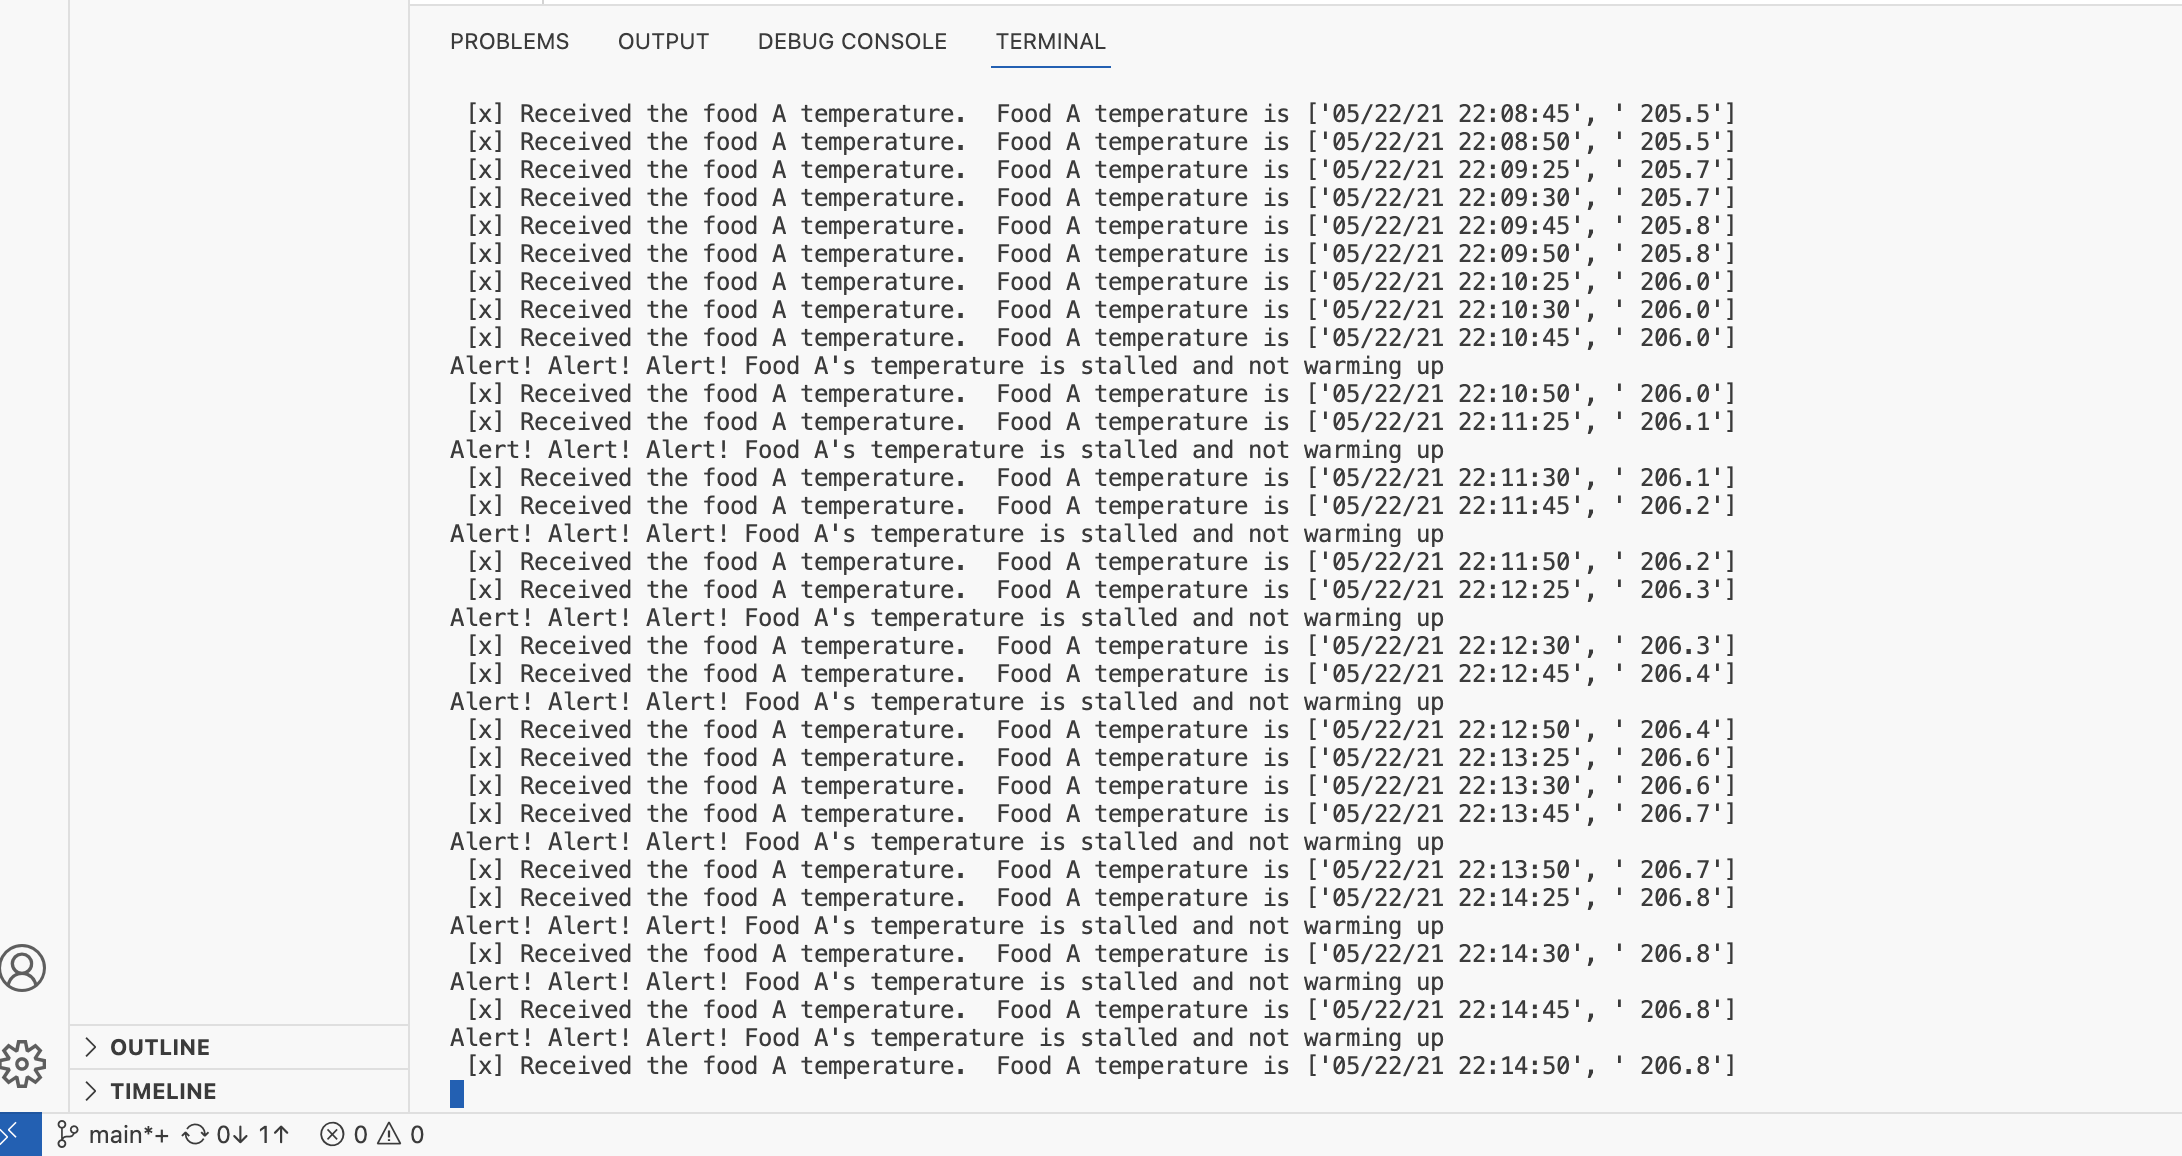 PROBLEMS OUTPUT DEBUG CONSOLE TERMINAL
[x] Received the food A temperature.  Food A temperature is ['05/22/21 22:08:45', ' 205.5']
[x] Received the food A temperature.  Food A temperature is ['05/22/21 22:08:50', ' 205.5']
[x] Received the food A temperature.  Food A temperature is ['05/22/21 22:09:25', ' 205.7']
[x] Received the food A temperature.  Food A temperature is ['05/22/21 22:09:30', ' 205.7']
[x] Received the food A temperature.  Food A temperature is ['05/22/21 22:09:45', ' 205.8']
[x] Received the food A temperature.  Food A temperature is ['05/22/21 22:09:50', ' 205.8']
[x] Received the food A temperature.  Food A temperature is ['05/22/21 22:10:25', ' 206.0']
[x] Received the food A temperature.  Food A temperature is ['05/22/21 22:10:30', ' 206.0']
[x] Received the food A temperature.  Food A temperature is ['05/22/21 22:10:45', ' 206.0']
Alert! Alert! Alert! Food A's temperature is stalled and not warming up
[x] Received the food A temperature.  Food A temperature is ['05/22/21 22:10:50', ' 206.0']
[x] Received the food A temperature.  Food A temperature is ['05/22/21 22:11:25', ' 206.1']
Alert! Alert! Alert! Food A's temperature is stalled and not warming up
[x] Received the food A temperature.  Food A temperature is ['05/22/21 22:11:30', ' 206.1']
[x] Received the food A temperature.  Food A temperature is ['05/22/21 22:11:45', ' 206.2']
Alert! Alert! Alert! Food A's temperature is stalled and not warming up
[x] Received the food A temperature.  Food A temperature is ['05/22/21 22:11:50', ' 206.2']
[x] Received the food A temperature.  Food A temperature is ['05/22/21 22:12:25', ' 206.3']
Alert! Alert! Alert! Food A's temperature is stalled and not warming up
[x] Received the food A temperature.  Food A temperature is ['05/22/21 22:12:30', ' 206.3']
[x] Received the food A temperature.  Food A temperature is ['05/22/21 22:12:45', ' 206.4']
Alert! Alert! Alert! Food A's temperature is stalled and not warming up
[x] Received the food A temperature.  Food A temperature is ['05/22/21 22:12:50', ' 206.4']
[x] Received the food A temperature.  Food A temperature is ['05/22/21 22:13:25', ' 206.6']
[x] Received the food A temperature.  Food A temperature is ['05/22/21 22:13:30', ' 206.6']
[x] Received the food A temperature.  Food A temperature is ['05/22/21 22:13:45', ' 206.7']
Alert! Alert! Alert! Food A's temperature is stalled and not warming up
[x] Received the food A temperature.  Food A temperature is ['05/22/21 22:13:50', ' 206.7']
[x] Received the food A temperature.  Food A temperature is ['05/22/21 22:14:25', ' 206.8']
Alert! Alert! Alert! Food A's temperature is stalled and not warming up
[x] Received the food A temperature.  Food A temperature is ['05/22/21 22:14:30', ' 206.8']
Alert! Alert! Alert! Food A's temperature is stalled and not warming up
[x] Received the food A temperature.  Food A temperature is ['05/22/21 22:14:45', ' 206.8']
Alert! Alert! Alert! Food A's temperature is stalled and not warming up
[x] Received the food A temperature.  Food A temperature is ['05/22/21 22:14:50', ' 206.8']
OUTLINE
TIMELINE
main*+ 0↓ 1↑ 0 0